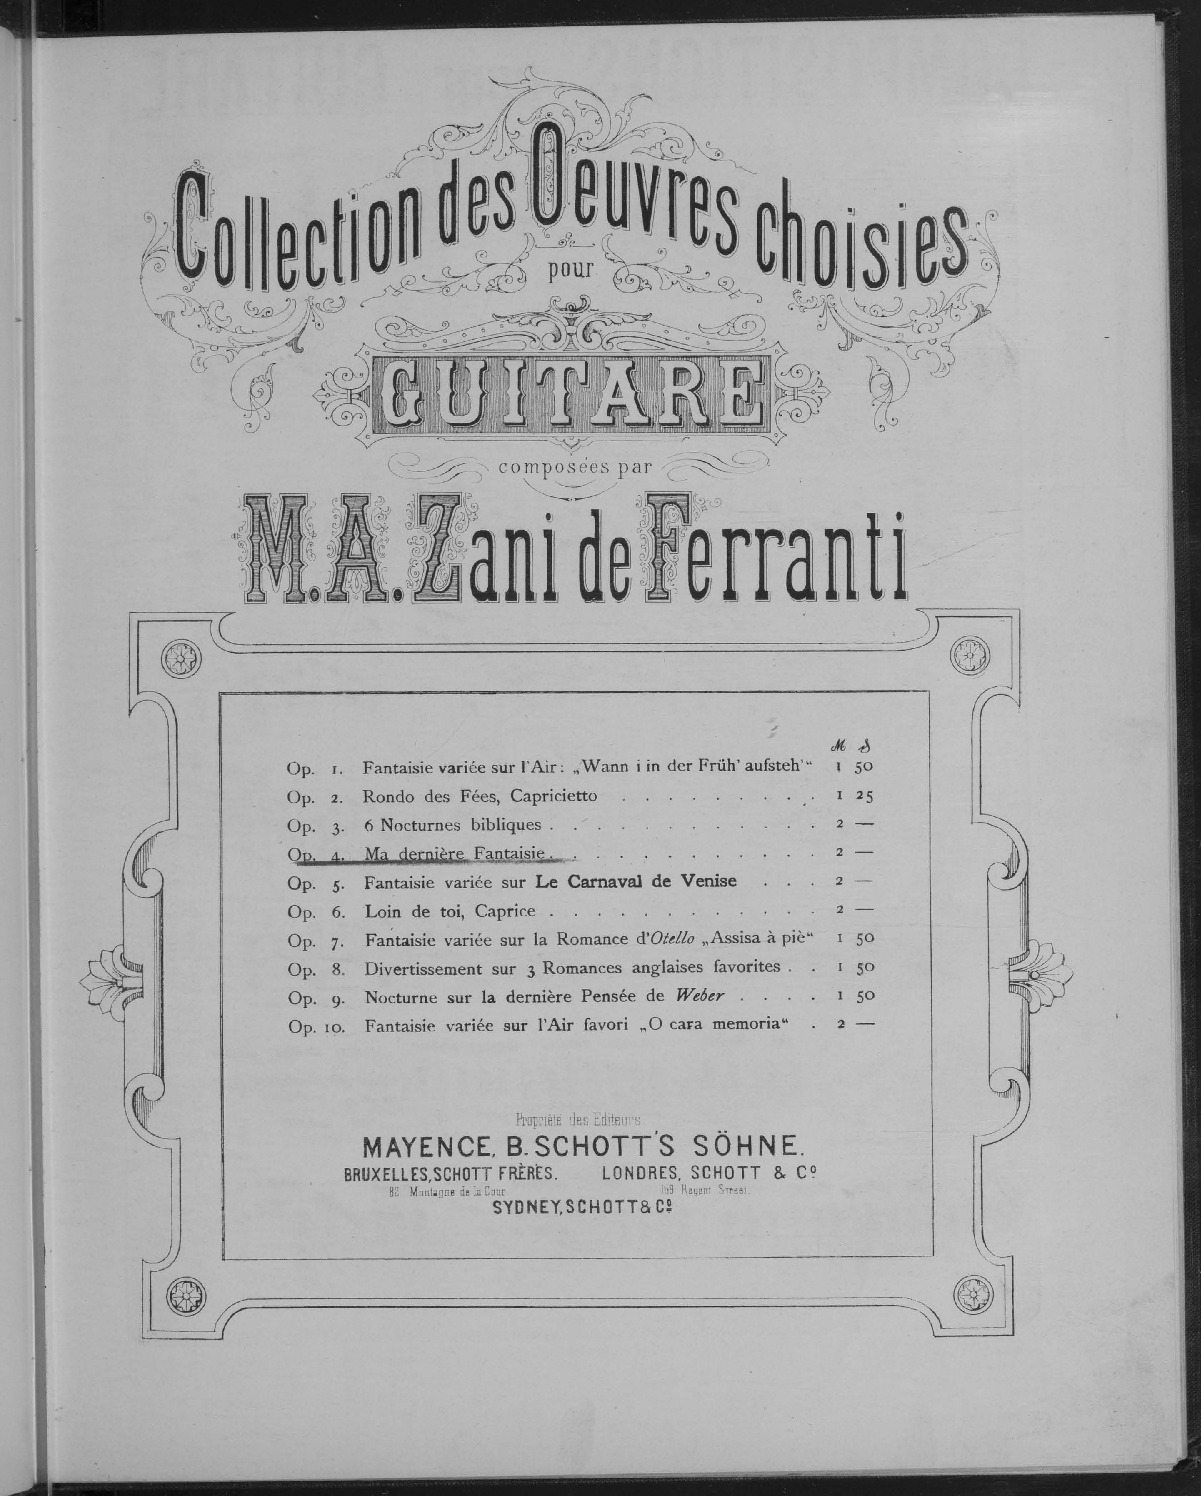 Collection des Oeuvres choisies
pour
GUITARE
composées par
M. A. Zani de Ferranti
M S
Op. 1. Fantaisie variée sur l'Air: „Wann i in der Früh' aufsteh'“ 1 50
Op. 2. Rondo des Fées, Capricietto . . . . . . . . . 1 25
Op. 3. 6 Nocturnes bibliques . . . . . . . . . . . . 2 —
Op. 4. Ma dernière Fantaisie . . . . . . . . . . . . 2 —
Op. 5. Fantaisie variée sur Le Carnaval de Venise . . . 2 —
Op. 6. Loin de toi, Caprice . . . . . . . . . . . . 2 —
Op. 7. Fantaisie variée sur la Romance d'Otello „Assisa à piè“ 1 50
Op. 8. Divertissement sur 3 Romances anglaises favorites . . 1 50
Op. 9. Nocturne sur la dernière Pensée de Weber . . . . 1 50
Op. 10. Fantaisie variée sur l'Air favori „O cara memoria“ . 2 —
Propriété des Editeurs
MAYENCE, B. SCHOTT'S SÖHNE.
BRUXELLES, SCHOTT FRÈRES. LONDRES, SCHOTT & Co
82 Montagne de la Cour 159 Regent Street.
SYDNEY, SCHOTT & Co